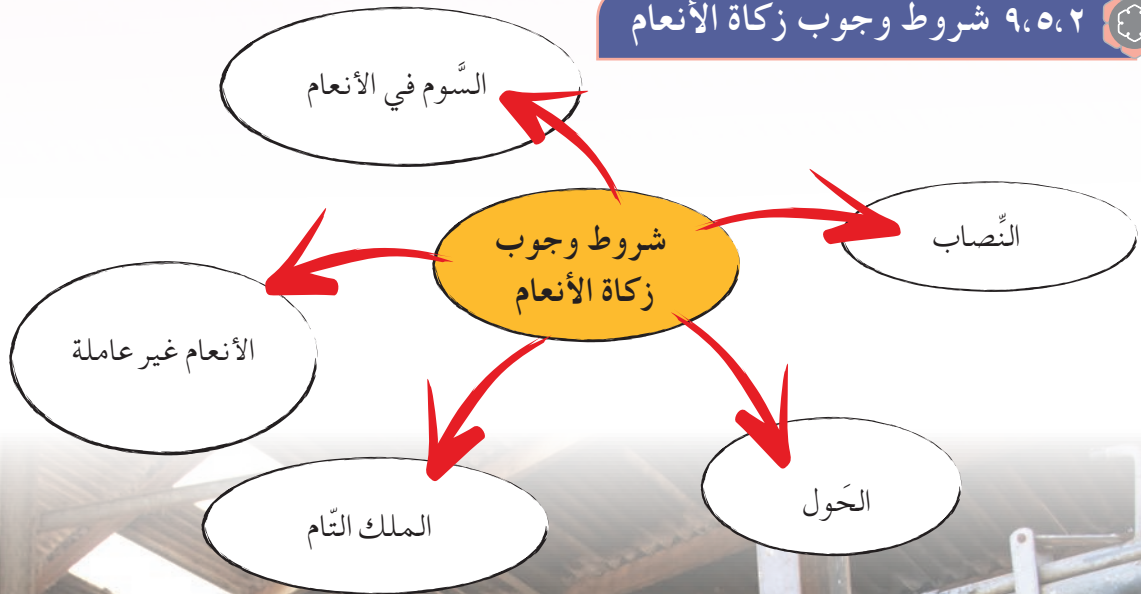 ٩،٥،٢ شروط وجوب زكاة الأنعام
السَّوم في الأنعام
النِّصاب
شروط وجوب
زكاة الأنعام
الأنعام غير عاملة
الحَول
الملك التّام